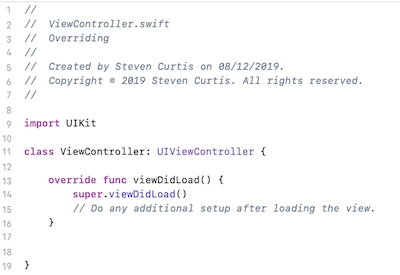 1 //
2 // ViewController.swift
3 // Overriding
4 //
5 // Created by Steven Curtis on 08/12/2019.
6 // Copyright © 2019 Steven Curtis. All rights reserved.
7 //
8
9 import UIKit
10
11 class ViewController: UIViewController {
12
13     override func viewDidLoad() {
14         super.viewDidLoad()
15         // Do any additional setup after loading the view.
16     }
17
18
19 }